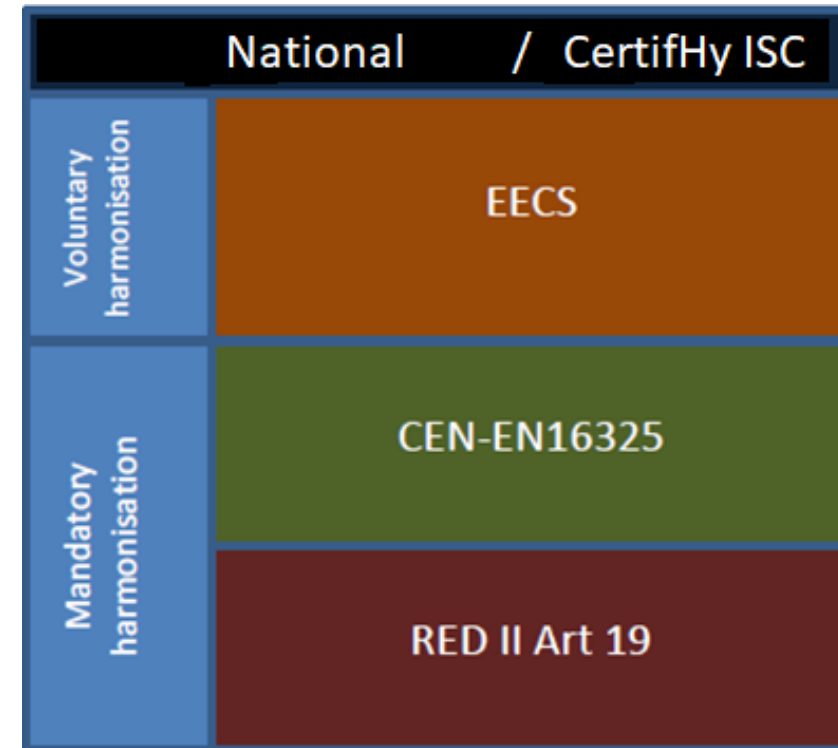 National / CertifHy ISC
Voluntary
harmonisation
EECS
Mandatory
harmonisation
CEN-EN16325
RED II Art 19